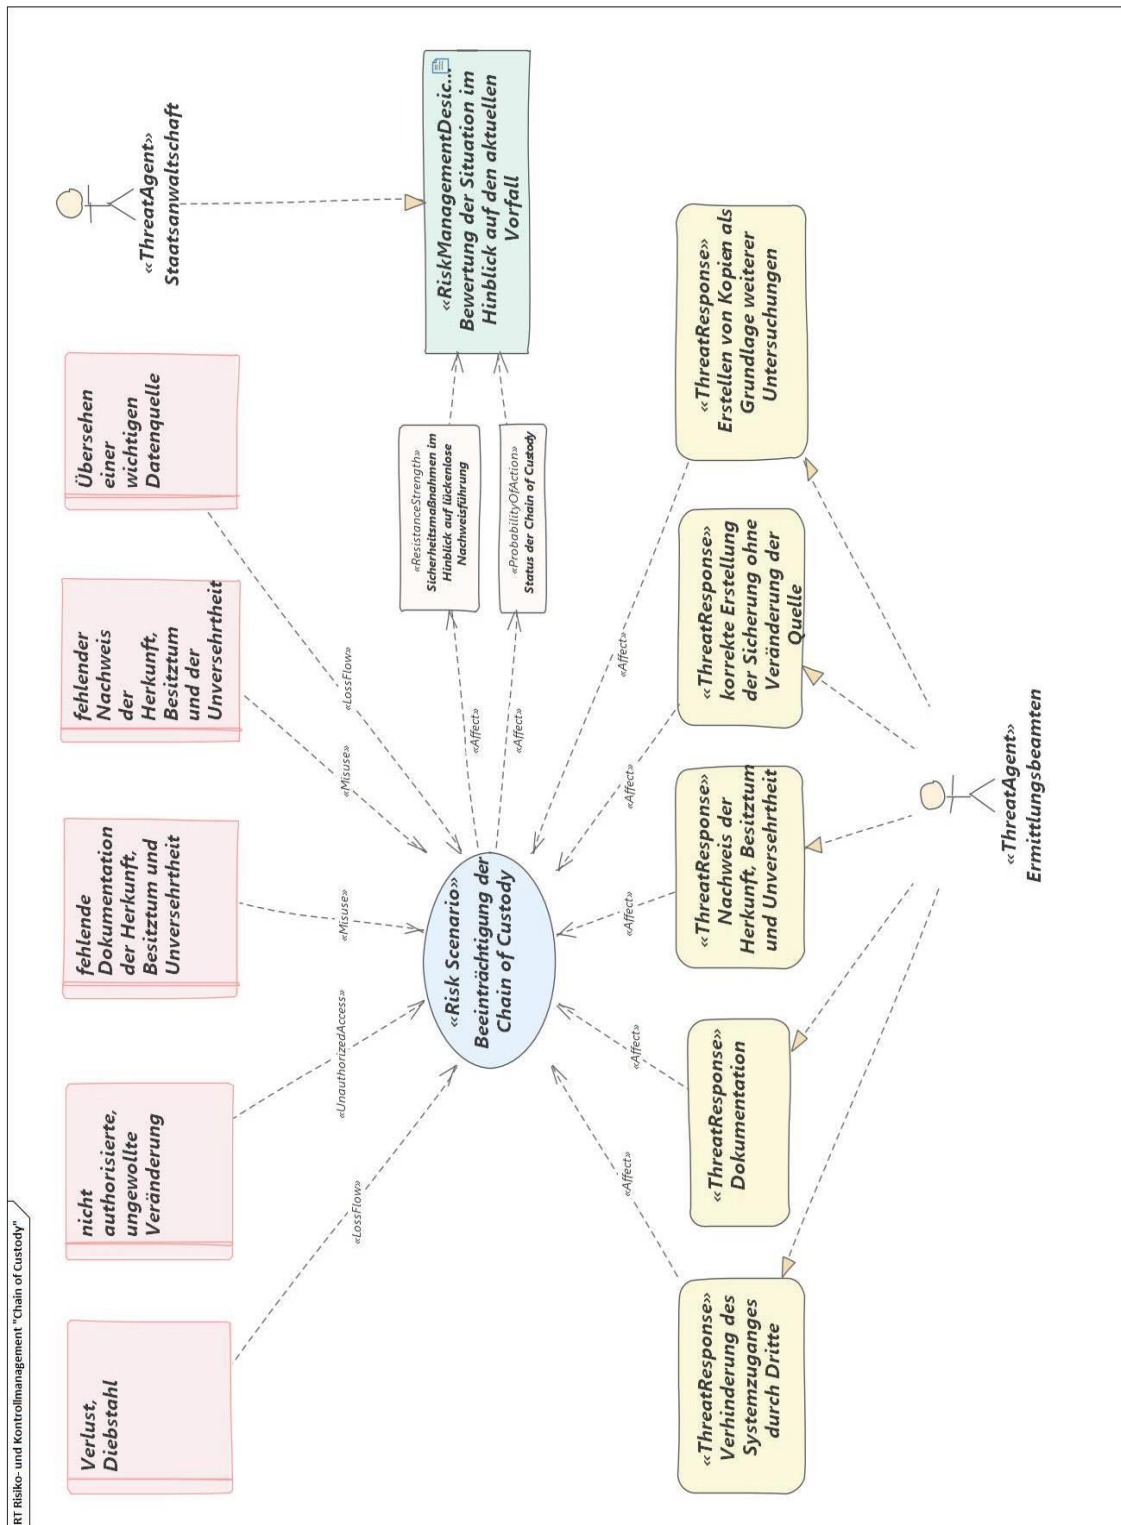 RT Risiko- und Kontrollmanagement "Chain of Custody"
Verlust,
Diebstahl
nicht
authorisierte,
ungewollte
Veränderung
fehlende
Dokumentation
der Herkunft,
Besitztum und
Unversehrtheit
fehlender
Nachweis
der
Herkunft,
Besitztum
und der
Unversehrtheit
Übersehen
einer
wichtigen
Datenquelle
«ThreatAgent»
Staatsanwaltschaft
«LossFlow»
«UnauthorizedAccess»
«Misuse»
«Misuse»
«LossFlow»
«Risk Scenario»
Beeinträchtigung der
Chain of Custody
«Affect»
«Affect»
«ResistanceStrength»
Sicherheitsmaßnahmen im
Hinblick auf lückenlose
Nachweisführung
«ProbabilityOfAction»
Status der Chain of Custody
«RiskManagementDesic...
Bewertung der Situation im
Hinblick auf den aktuellen
Vorfall
«Affect»
«Affect»
«Affect»
«Affect»
«Affect»
«ThreatResponse»
Verhinderung des
Systemzuganges
durch Dritte
«ThreatResponse»
Dokumentation
«ThreatResponse»
Nachweis der
Herkunft, Besitztum
und Unversehrtheit
«ThreatResponse»
korrekte Erstellung
der Sicherung ohne
Veränderung der
Quelle
«ThreatResponse»
Erstellen von Kopien als
Grundlage weiterer
Untersuchungen
«ThreatAgent»
Ermittlungsbeamten